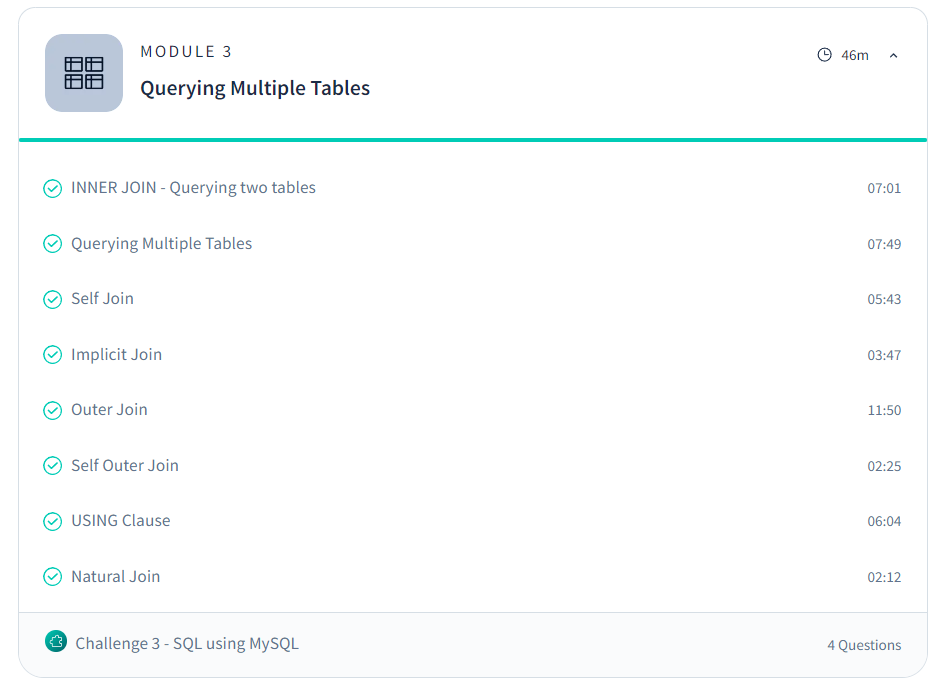 MODULE 3
46m
Querying Multiple Tables
INNER JOIN - Querying two tables 07:01
Querying Multiple Tables 07:49
Self Join 05:43
Implicit Join 03:47
Outer Join 11:50
Self Outer Join 02:25
USING Clause 06:04
Natural Join 02:12
Challenge 3 - SQL using MySQL 4 Questions